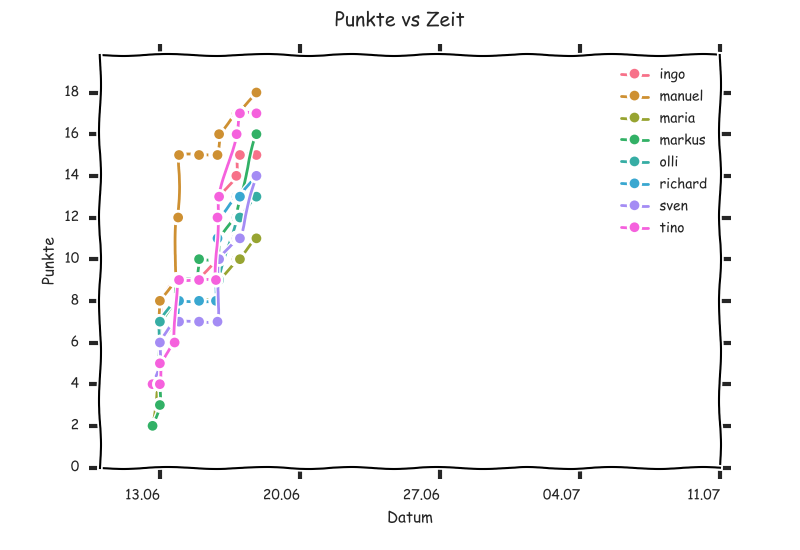 Punkte vs Zeit
ingo
manuel
maria
markus
olli
richard
sven
tino
18
16
14
12
10
8
6
4
2
0
Punkte
13.06 20.06 27.06 04.07 11.07
Datum